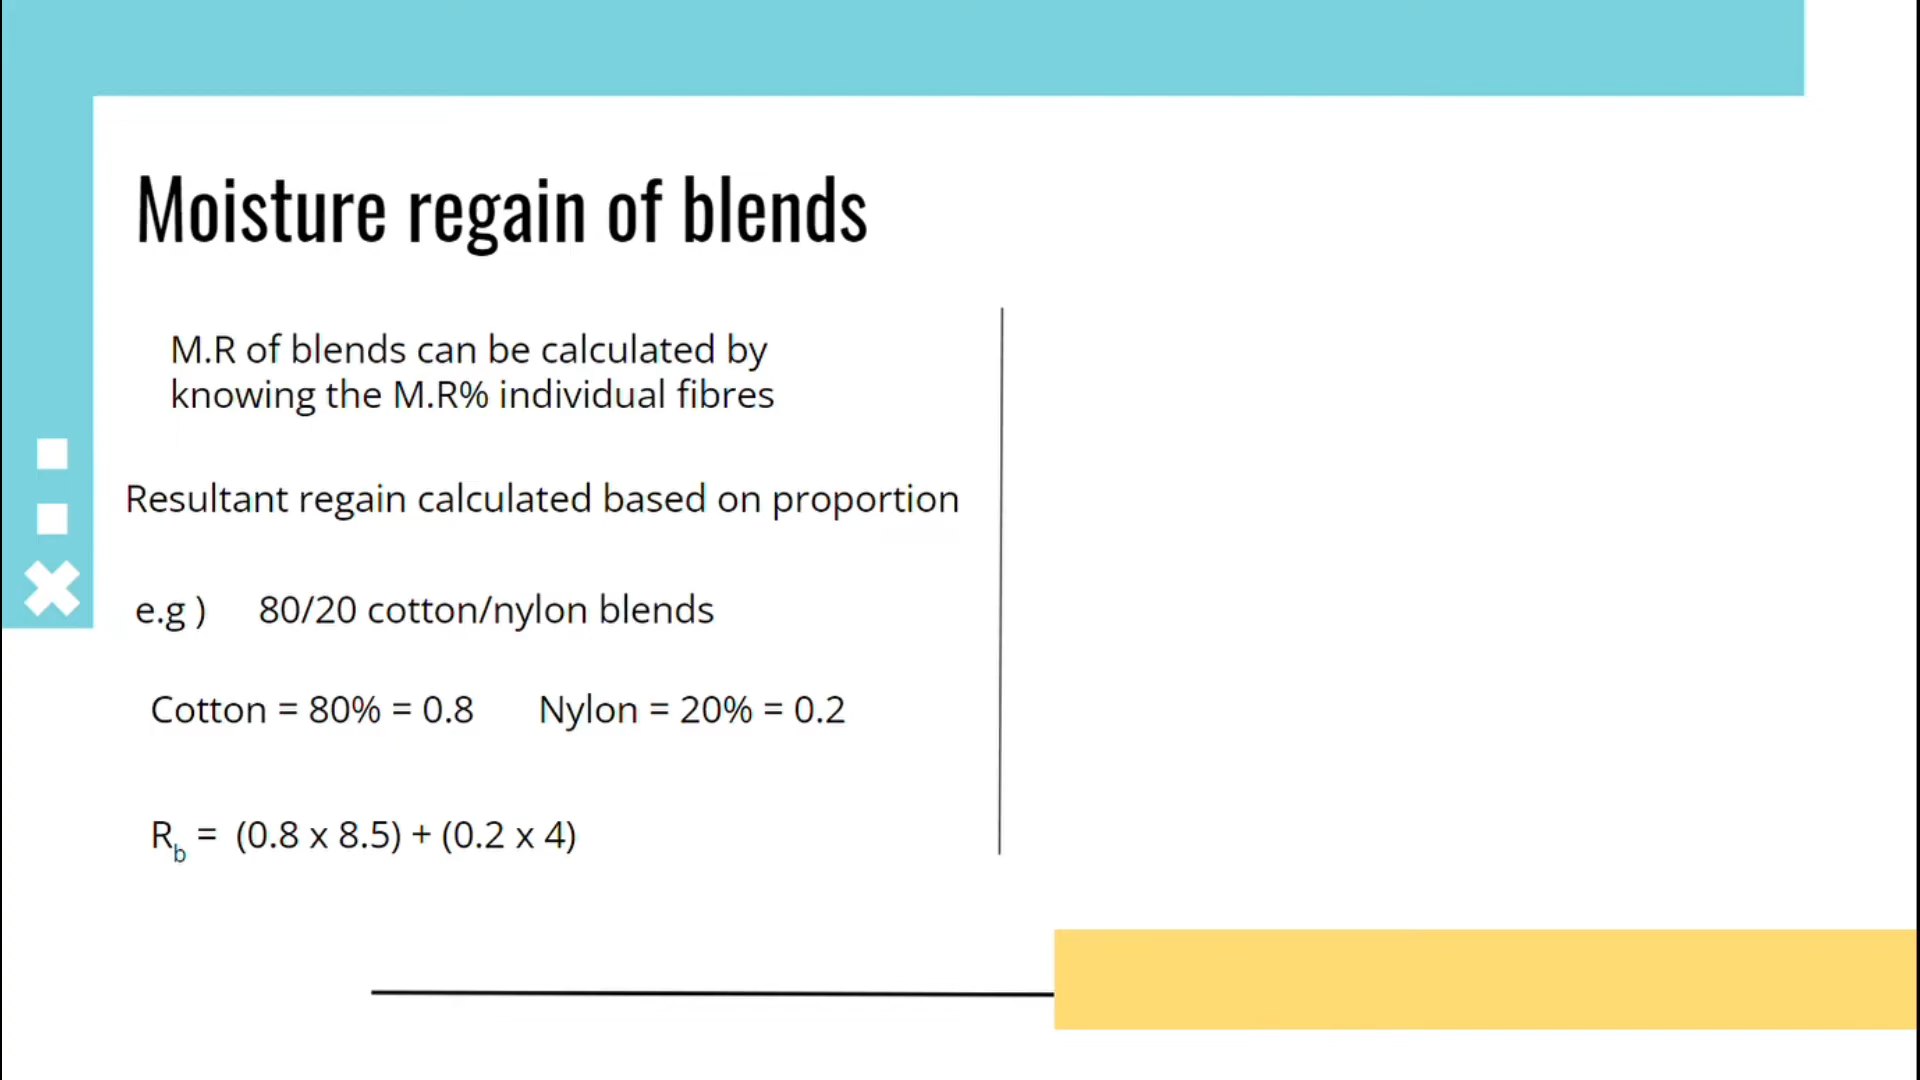 Moisture regain of blends
M.R of blends can be calculated by
knowing the M.R% individual fibres
Resultant regain calculated based on proportion
e.g ) 80/20 cotton/nylon blends
Cotton = 80% = 0.8 Nylon = 20% = 0.2
R_b = (0.8 x 8.5) + (0.2 x 4)